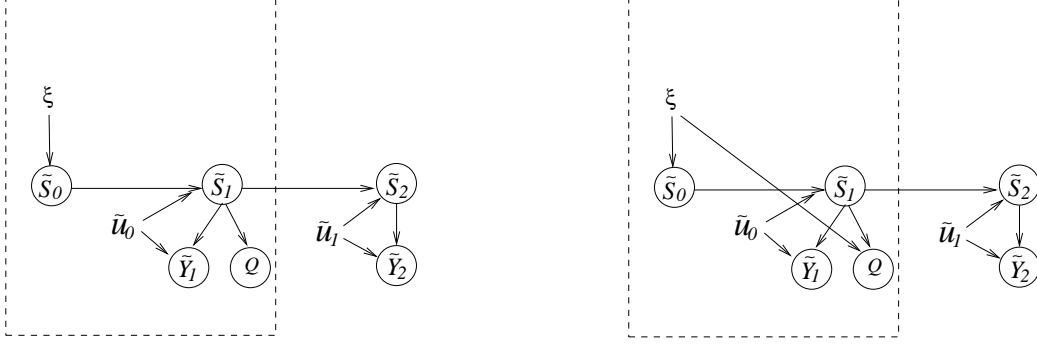 ξ ξ
S̃₀ S̃₁ S̃₂ S̃₀ S̃₁ S̃₂
ũ₀ ũ₁ ũ₀ ũ₁
Ỹ₁ Q Ỹ₂ Ỹ₁ Q Ỹ₂